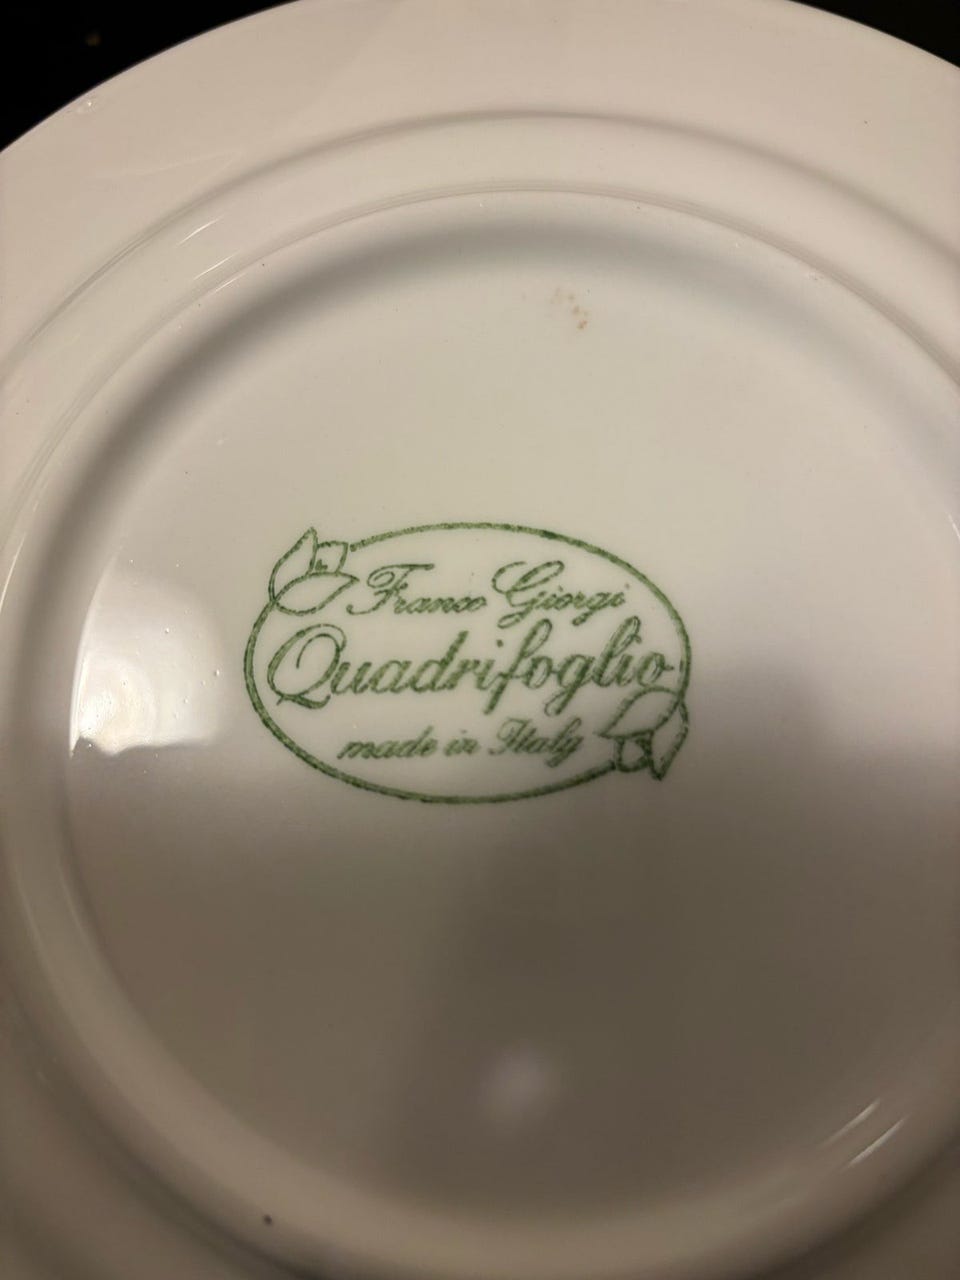 Franco Giorgi
Quadrifoglio
made in Italy